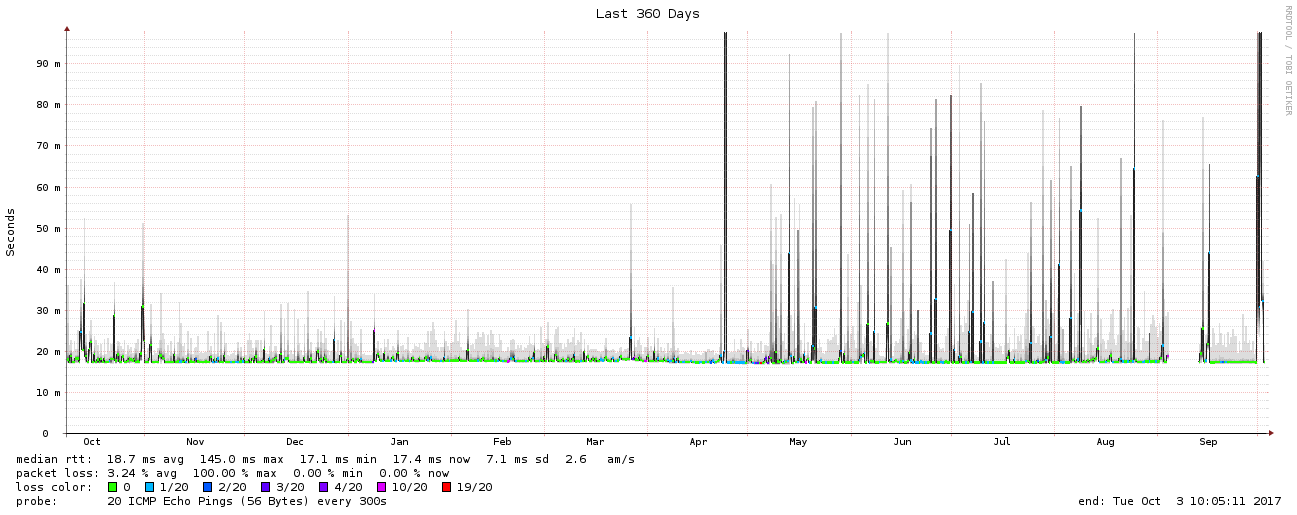 Last 360 Days
RRDTOOL / TOBI OETIKER
Seconds
90 m
80 m
70 m
60 m
50 m
40 m
30 m
20 m
10 m
0
Oct Nov Dec Jan Feb Mar Apr May Jun Jul Aug Sep
median rtt: 18.7 ms avg 145.0 ms max 17.1 ms min 17.4 ms now 7.1 ms sd 2.6 am/s
packet loss: 3.24 % avg 100.00 % max 0.00 % min 0.00 % now
loss color: 0 1/20 2/20 3/20 4/20 10/20 19/20
probe: 20 ICMP Echo Pings (56 Bytes) every 300s end: Tue Oct 3 10:05:11 2017